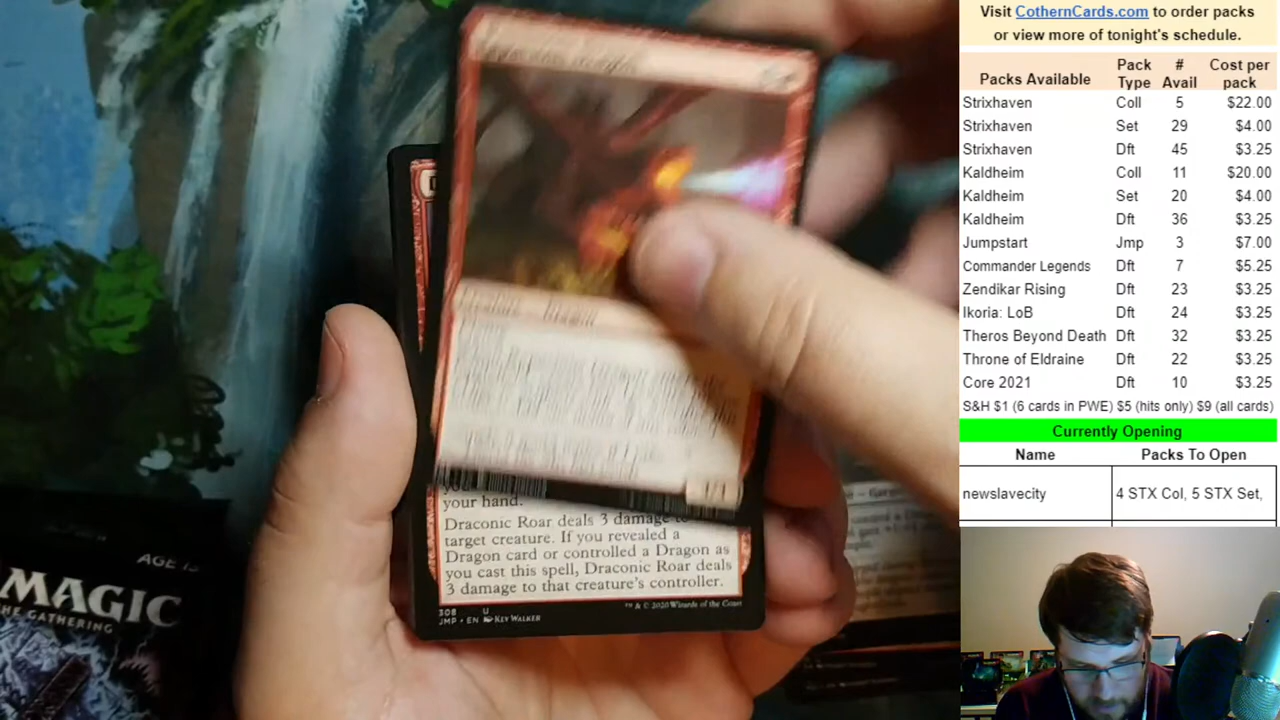 your hand.
Draconic Roar deals 3 damage to
target creature. If you revealed a
Dragon card or controlled a Dragon as
you cast this spell, Draconic Roar deals
3 damage to that creature's controller.
308 U
JMP • EN KEV WALKER
™ & © 2020 Wizards of the Coast
AGE 13
MAGIC
THE GATHERING
Visit CothernCards.com to order packs
or view more of tonight's schedule.
Packs Available Pack Type # Avail Cost per pack
Strixhaven Coll 5 $22.00
Strixhaven Set 29 $4.00
Strixhaven Dft 45 $3.25
Kaldheim Coll 11 $20.00
Kaldheim Set 20 $4.00
Kaldheim Dft 36 $3.25
Jumpstart Jmp 3 $7.00
Commander Legends Dft 7 $5.25
Zendikar Rising Dft 23 $3.25
Ikoria: LoB Dft 24 $3.25
Theros Beyond Death Dft 32 $3.25
Throne of Eldraine Dft 22 $3.25
Core 2021 Dft 10 $3.25
S&H $1 (6 cards in PWE) $5 (hits only) $9 (all cards)
Currently Opening
Name Packs To Open
newslavecity 4 STX Col, 5 STX Set,